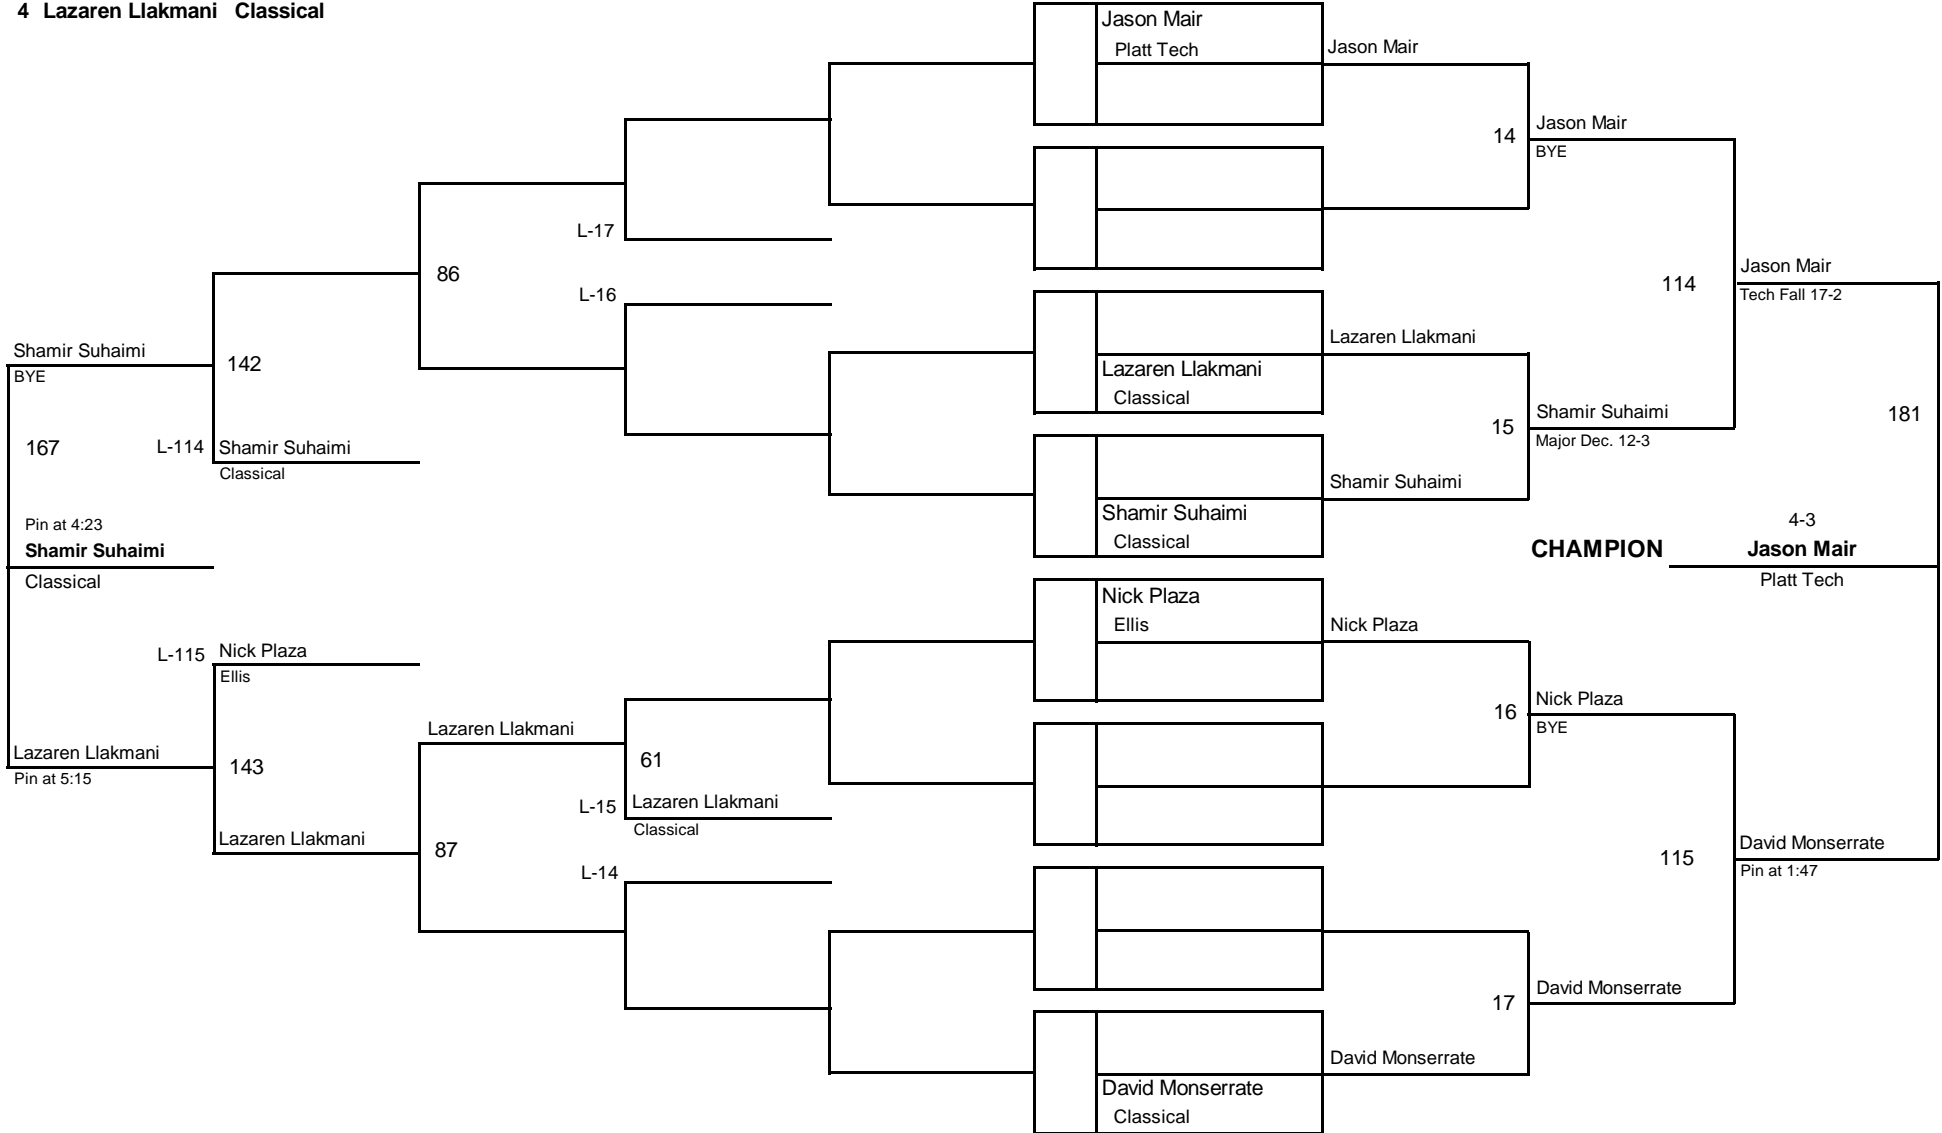 4 Lazaren Llakmani Classical
Jason Mair
Platt Tech
Jason Mair
14
Jason Mair
BYE
L-17
86
L-16
114
Jason Mair
Tech Fall 17-2
Shamir Suhaimi
BYE
142
Lazaren Llakmani
Lazaren Llakmani
Classical
167
L-114
Shamir Suhaimi
Classical
15
Shamir Suhaimi
Major Dec. 12-3
181
Shamir Suhaimi
Shamir Suhaimi
Classical
Pin at 4:23
Shamir Suhaimi
Classical
4-3
CHAMPION
Jason Mair
Platt Tech
Nick Plaza
Ellis
Nick Plaza
L-115
Nick Plaza
Ellis
16
Nick Plaza
BYE
Lazaren Llakmani
61
Lazaren Llakmani
Pin at 5:15
143
L-15
Lazaren Llakmani
Classical
Lazaren Llakmani
87
L-14
115
David Monserrate
Pin at 1:47
17
David Monserrate
David Monserrate
David Monserrate
Classical